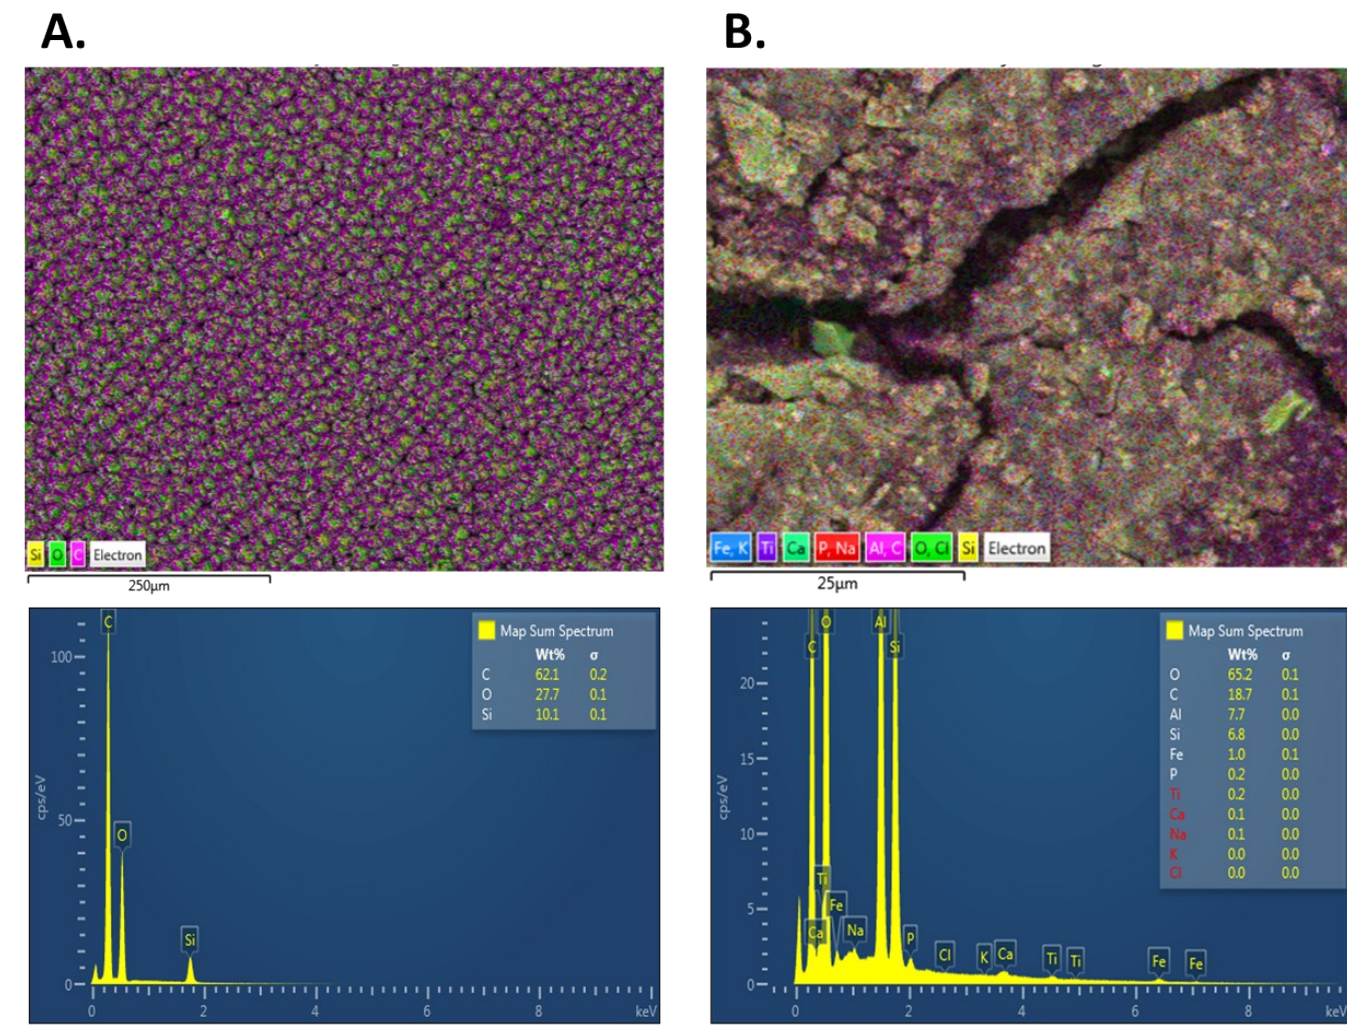 A.
B.
Si O C Electron
250µm
Fe, K Ti Ca P, Na Al, C O, Cl Si Electron
25µm
Map Sum Spectrum
Wt% σ
C 62.1 0.2
O 27.7 0.1
Si 10.1 0.1
C
O
Si
100
50
0
cps/eV
0 2 4 6 8 keV
Map Sum Spectrum
Wt% σ
O 65.2 0.1
C 18.7 0.1
Al 7.7 0.0
Si 6.8 0.0
Fe 1.0 0.1
P 0.2 0.0
Ti 0.2 0.0
Ca 0.1 0.0
Na 0.1 0.0
K 0.0 0.0
Cl 0.0 0.0
O Al
C Si
Ti
Fe
Ca Na P
Cl K Ca Ti Ti Fe Fe
20
15
10
5
0
cps/eV
0 2 4 6 8 keV